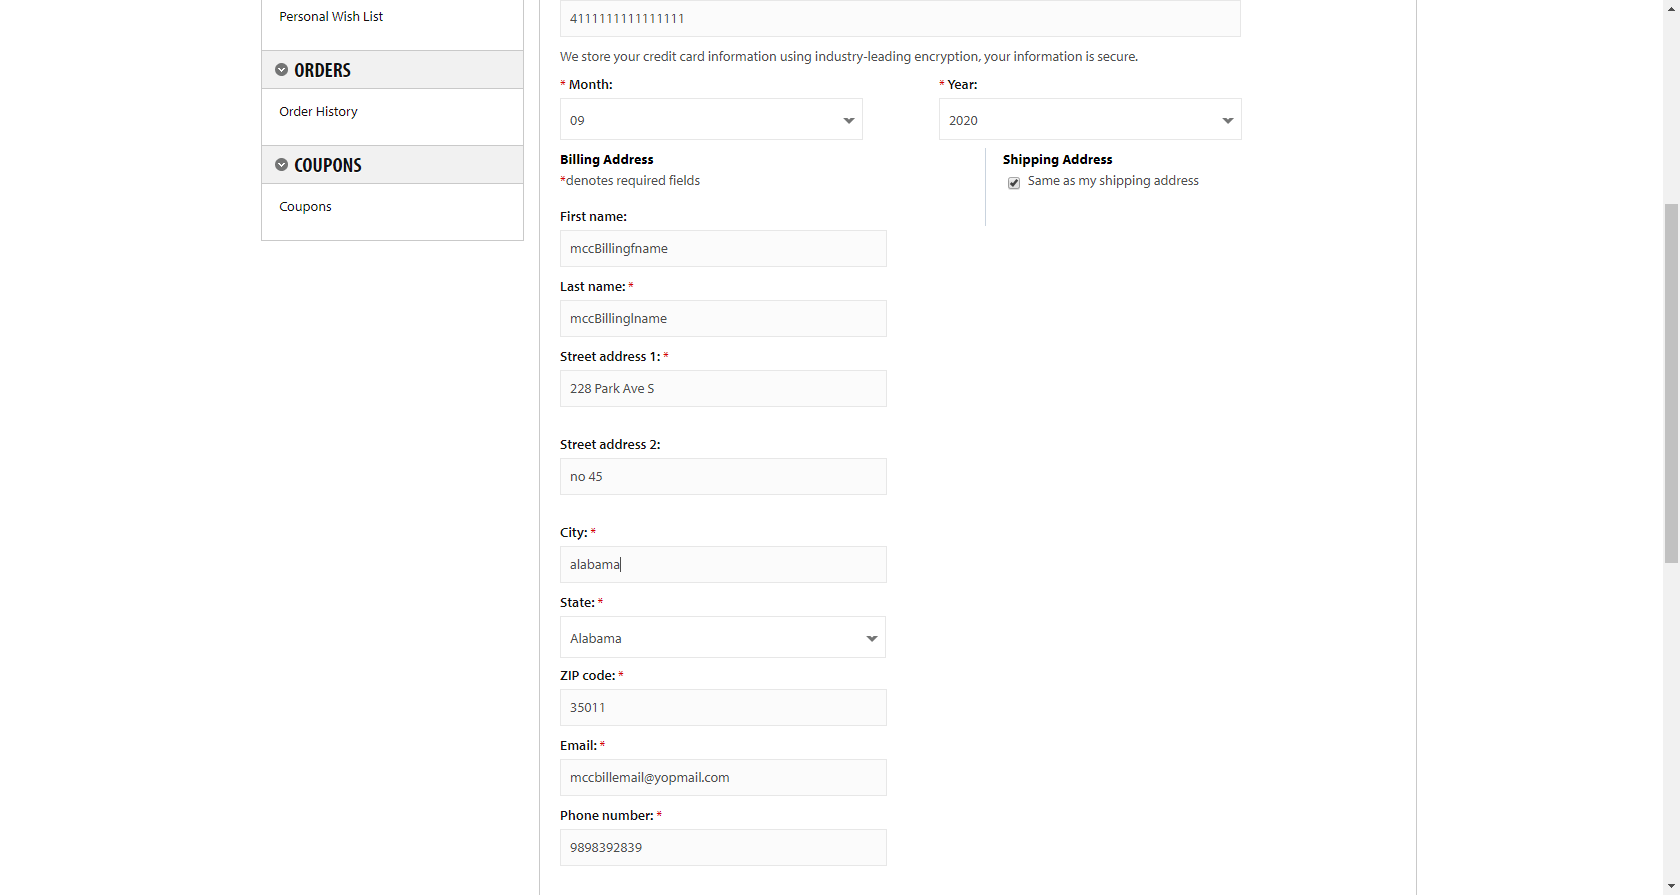 Personal Wish List
ORDERS
Order History
COUPONS
Coupons
4111111111111111
We store your credit card information using industry-leading encryption, your information is secure.
* Month:
* Year:
09
2020
Billing Address
*denotes required fields
Shipping Address
Same as my shipping address
First name:
mccBillingfname
Last name: *
mccBillinglname
Street address 1: *
228 Park Ave S
Street address 2:
no 45
City: *
alabama
State: *
Alabama
ZIP code: *
35011
Email: *
mccbillemail@yopmail.com
Phone number: *
9898392839